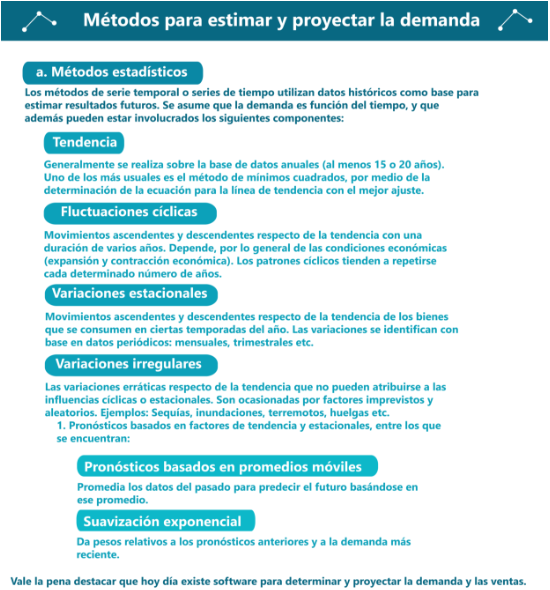 Métodos para estimar y proyectar la demanda
a. Métodos estadísticos
Los métodos de serie temporal o series de tiempo utilizan datos históricos como base para
estimar resultados futuros. Se asume que la demanda es función del tiempo, y que
además pueden estar involucrados los siguientes componentes:
Tendencia
Generalmente se realiza sobre la base de datos anuales (al menos 15 o 20 años).
Uno de los más usuales es el método de mínimos cuadrados, por medio de la
determinación de la ecuación para la línea de tendencia con el mejor ajuste.
Fluctuaciones cíclicas
Movimientos ascendentes y descendentes respecto de la tendencia con una
duración de varios años. Depende, por lo general de las condiciones económicas
(expansión y contracción económica). Los patrones cíclicos tienden a repetirse
cada determinado número de años.
Variaciones estacionales
Movimientos ascendentes y descendentes respecto de la tendencia de los bienes
que se consumen en ciertas temporadas del año. Las variaciones se identifican con
base en datos periódicos: mensuales, trimestrales etc.
Variaciones irregulares
Las variaciones erráticas respecto de la tendencia que no pueden atribuirse a las
influencias cíclicas o estacionales. Son ocasionadas por factores imprevistos y
aleatorios. Ejemplos: Sequías, inundaciones, terremotos, huelgas etc.
1. Pronósticos basados en factores de tendencia y estacionales, entre los que
se encuentran:
Pronósticos basados en promedios móviles
Promedia los datos del pasado para predecir el futuro basándose en
ese promedio.
Suavización exponencial
Da pesos relativos a los pronósticos anteriores y a la demanda más
reciente.
Vale la pena destacar que hoy día existe software para determinar y proyectar la demanda y las ventas.